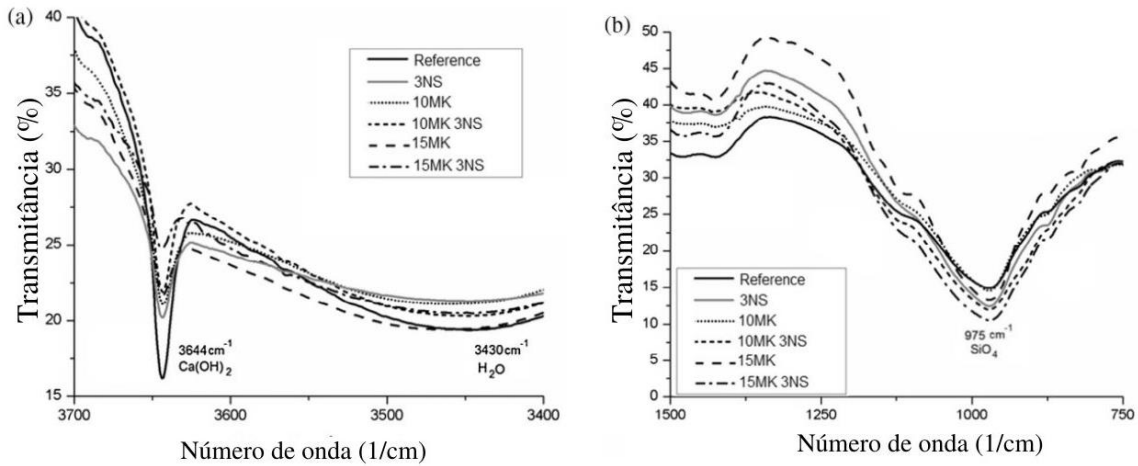 (a)
40
35
30
25
20
15
Transmitância (%)
Reference
3NS
10MK
10MK 3NS
15MK
15MK 3NS
3644cm⁻¹
Ca(OH)₂
3430cm⁻¹
H₂O
3700
3600
3500
3400
Número de onda (1/cm)
(b)
50
45
40
35
30
25
20
15
10
5
0
Transmitância (%)
Reference
3NS
10MK
10MK 3NS
15MK
15MK 3NS
975 cm⁻¹
SiO₄
1500
1250
1000
750
Número de onda (1/cm)